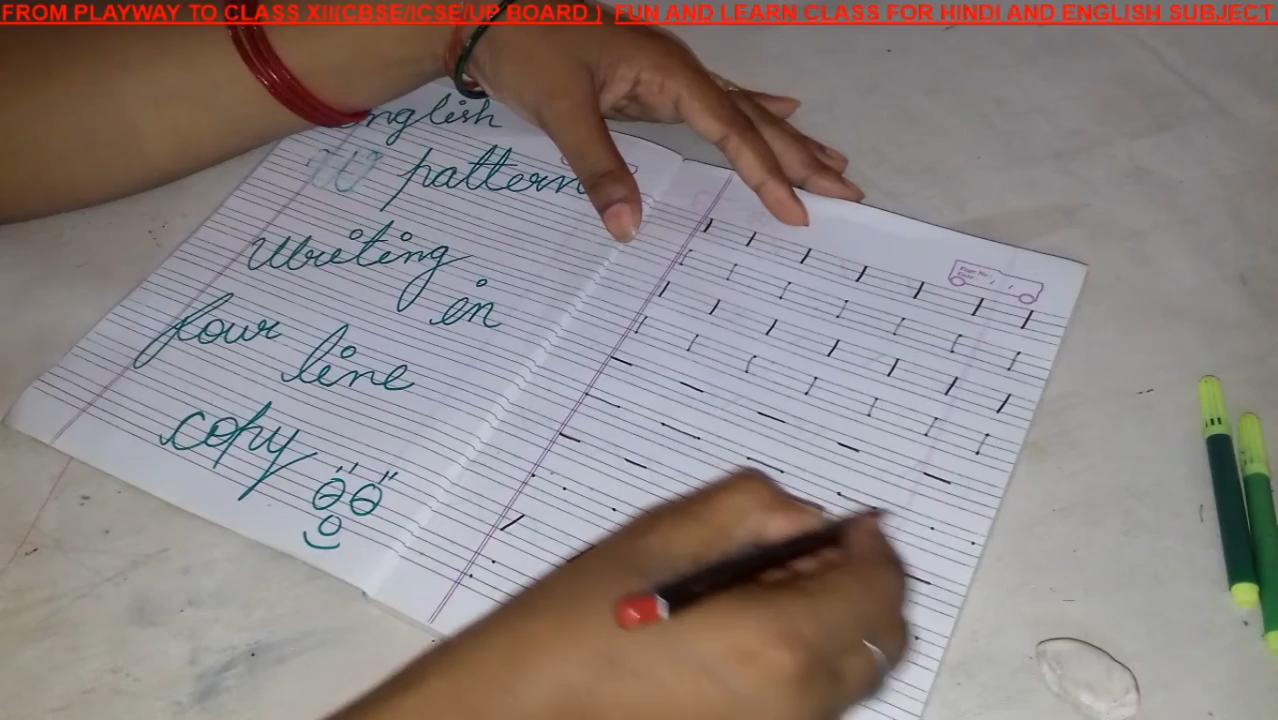 FROM PLAYWAY TO CLASS XII(CBSE/ICSE/UP BOARD ) FUN AND LEARN CLASS FOR HINDI AND ENGLISH SUBJECT
English
pattern
Writing
in
four line
copy